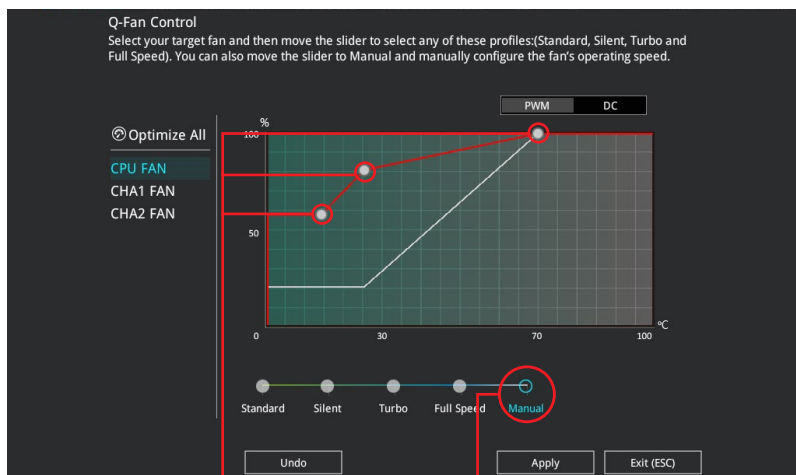 Q-Fan Control
Select your target fan and then move the slider to select any of these profiles:(Standard, Silent, Turbo and
Full Speed). You can also move the slider to Manual and manually configure the fan's operating speed.
PWM DC
Optimize All
CPU FAN
CHA1 FAN
CHA2 FAN
%
100
50
0 30 70 100
ºC
Standard Silent Turbo Full Speed Manual
Undo Apply Exit (ESC)